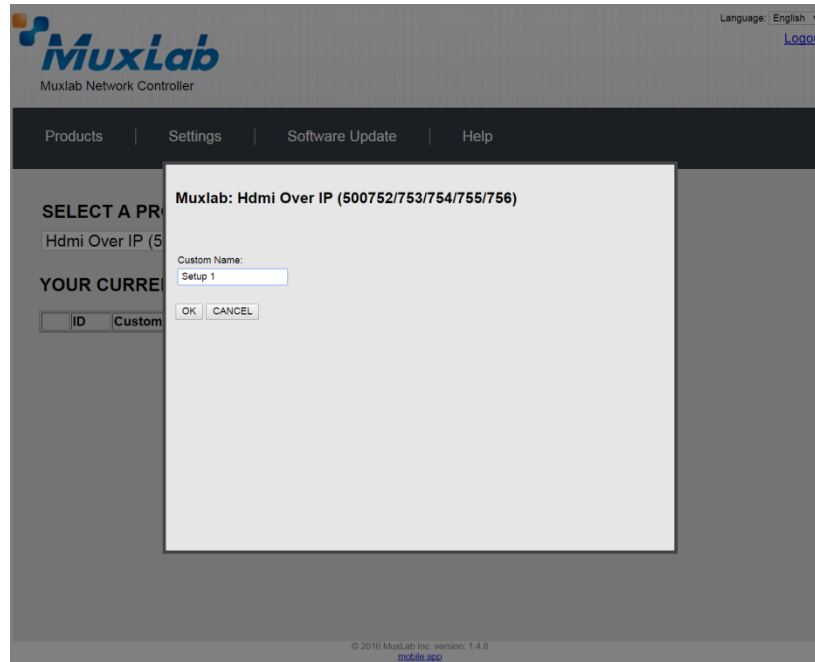 Language: English
Logou
MuxLab
Muxlab Network Controller
Products | Settings | Software Update | Help
Muxlab: Hdmi Over IP (500752/753/754/755/756)
SELECT A PR
Hdmi Over IP (5
Custom Name:
Setup 1
YOUR CURRE
OK CANCEL
ID Custom
© 2016 MuxLab Inc. version: 1.4.8
mobile app